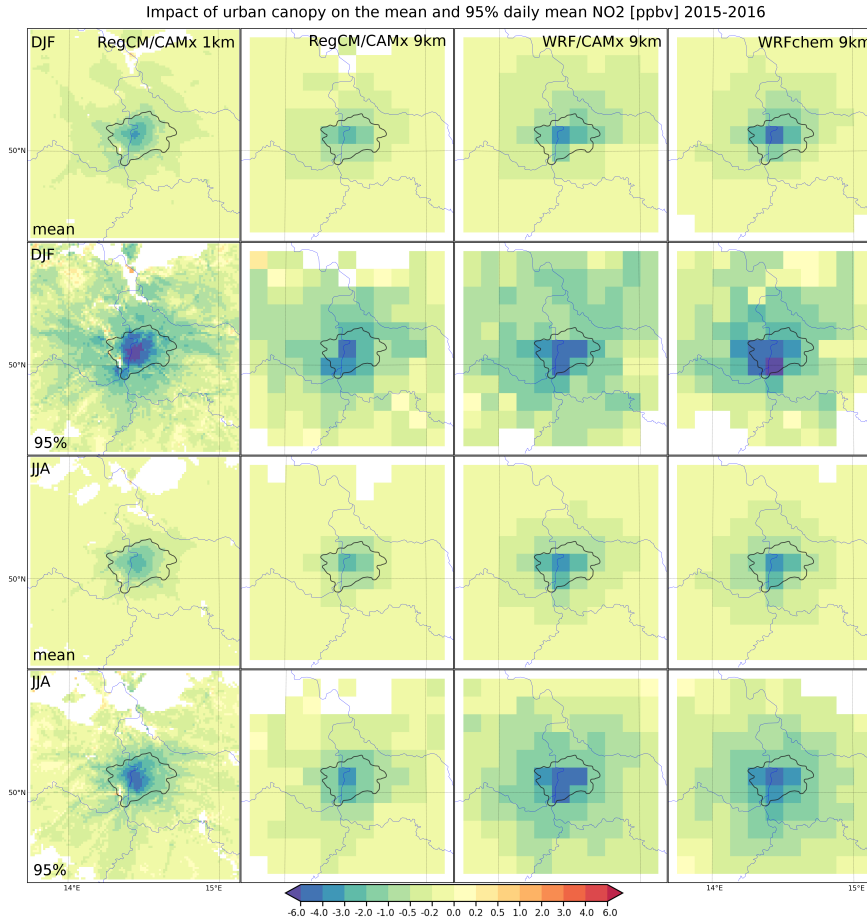 Impact of urban canopy on the mean and 95% daily mean NO2 [ppbv] 2015-2016
DJF RegCM/CAMx 1km RegCM/CAMx 9km WRF/CAMx 9km WRFchem 9km
50°N
mean
DJF
50°N
95%
JJA
50°N
mean
JJA
50°N
95%
14°E 15°E 14°E 15°E
-6.0 -4.0 -3.0 -2.0 -1.0 -0.5 -0.2 0.0 0.2 0.5 1.0 2.0 3.0 4.0 6.0